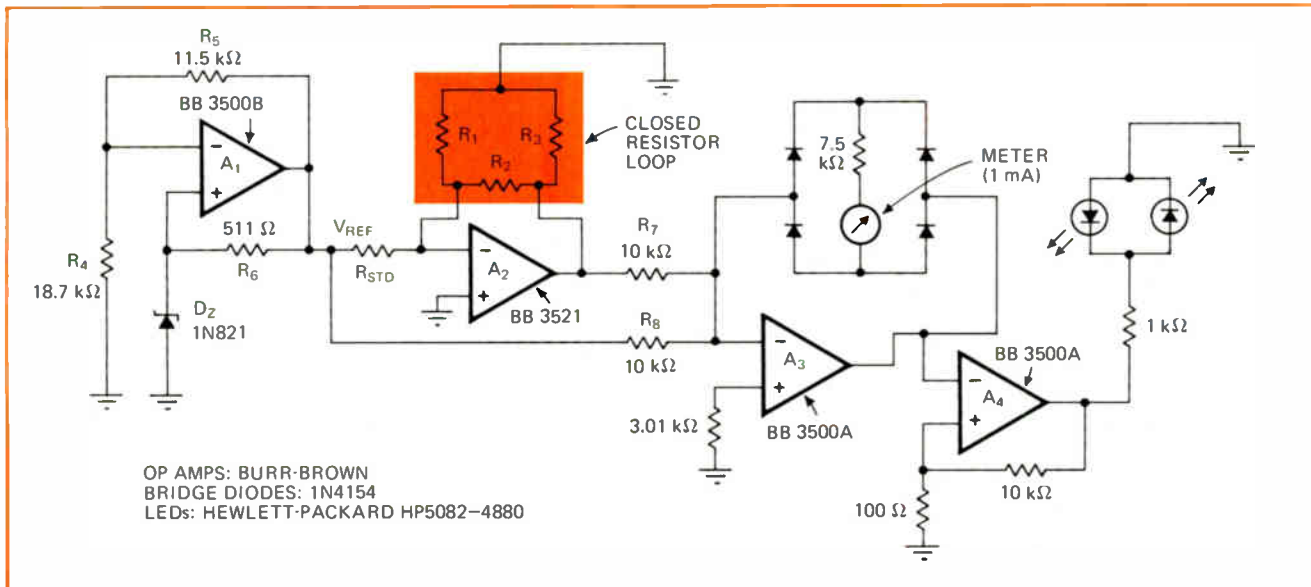 R5
11.5 kΩ
BB 3500B
−
A1
+
R4
18.7 kΩ
511 Ω
R6
DZ
1N821
R1
R3
R2
CLOSED
RESISTOR
LOOP
VREF
RSTD
−
A2
+
BB 3521
R7
10 kΩ
R8
10 kΩ
7.5
kΩ
METER
(1 mA)
−
A3
+
3.01 kΩ
BB 3500A
BB 3500A
−
A4
+
10 kΩ
100 Ω
1 kΩ
OP AMPS: BURR-BROWN
BRIDGE DIODES: 1N4154
LEDs: HEWLETT-PACKARD HP5082−4880